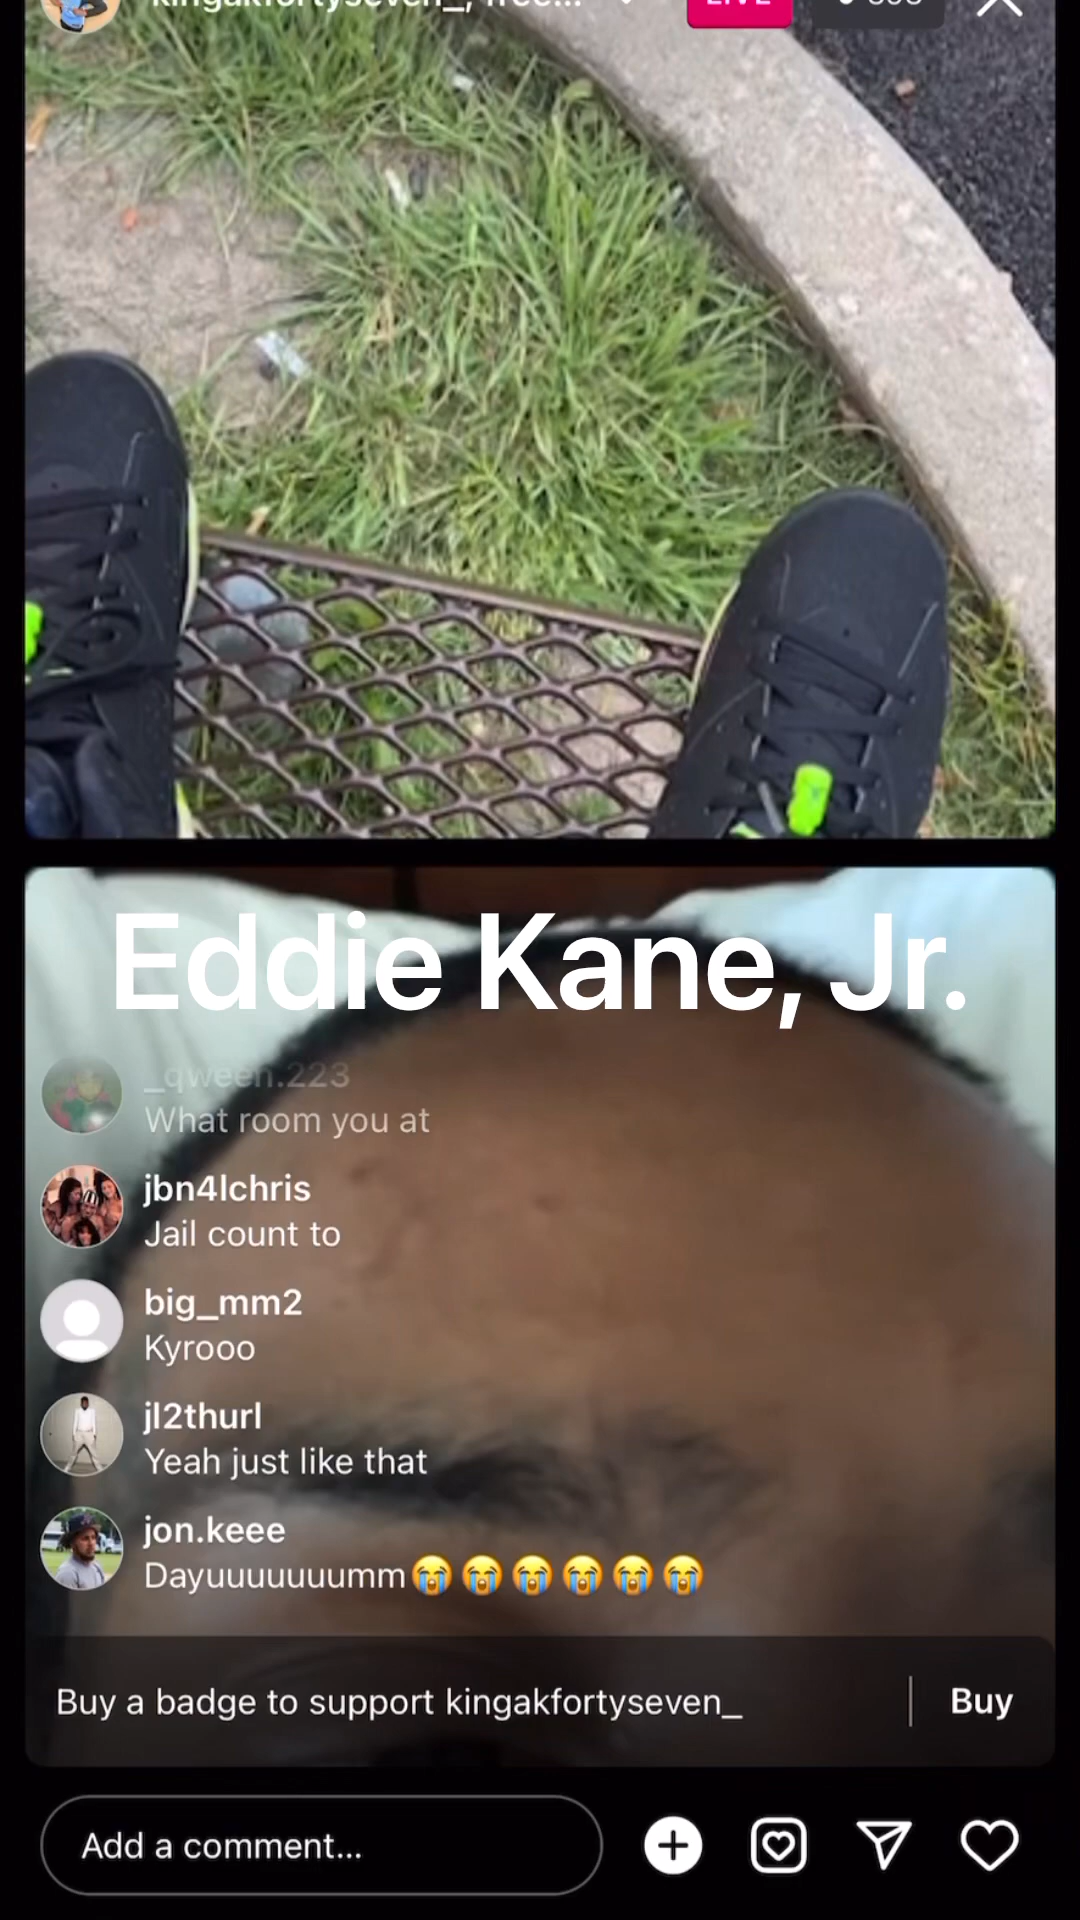 Eddie Kane, Jr.
_qween.223
What room you at
jbn4lchris
Jail count to
big_mm2
Kyrooo
jl2thurl
Yeah just like that
jon.keee
Dayuuuuuuumm😭😭😭😭😭😭
Buy a badge to support kingakfortyseven_
Buy
Add a comment...